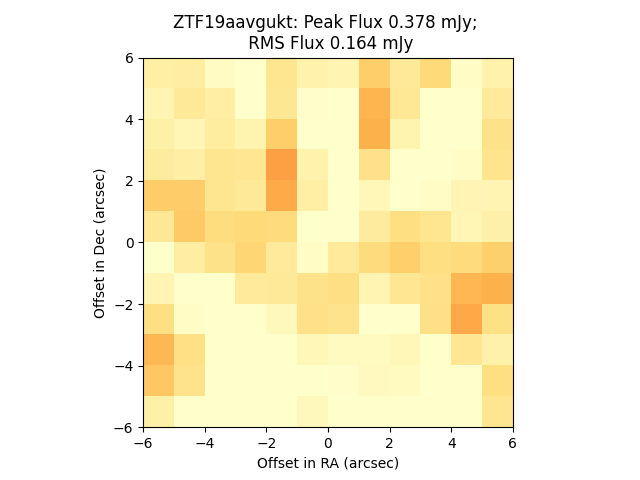 ZTF19aavgukt: Peak Flux 0.378 mJy;
RMS Flux 0.164 mJy
6
4
2
0
−2
−4
−6
Offset in Dec (arcsec)
−6 −4 −2 0 2 4 6
Offset in RA (arcsec)